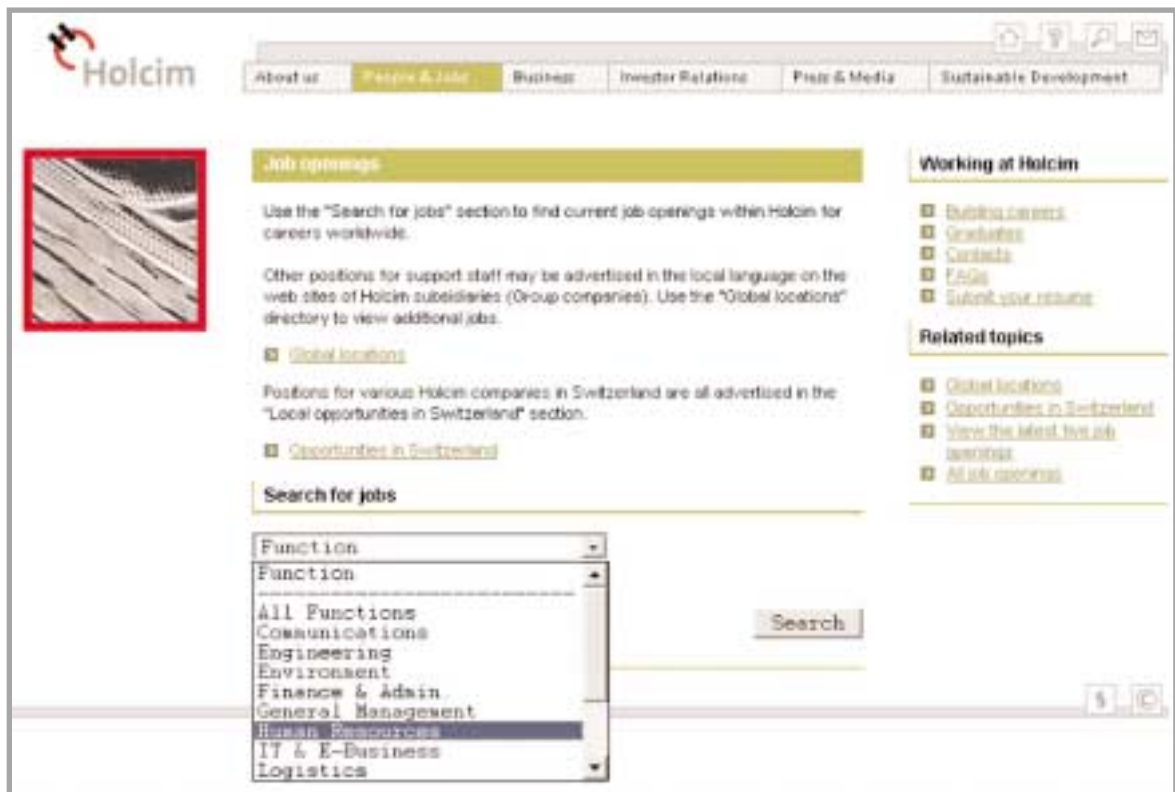 Holcim
About us People & Jobs Business Investor Relations Press & Media Sustainable Development
Job openings
Use the "Search for jobs" section to find current job openings within Holcim for
careers worldwide.
Other positions for support staff may be advertised in the local language on the
web sites of Holcim subsidiaries (Group companies). Use the "Global locations"
directory to view additional jobs.
Global locations
Positions for various Holcim companies in Switzerland are all advertised in the
"Local opportunities in Switzerland" section.
Opportunities in Switzerland
Search for jobs
Function
Function
All Functions
Communications
Engineering
Environment
Finance & Admin
General Management
Human Resources
IT & E-Business
Logistics
Search
Working at Holcim
Building careers
Graduates
Contacts
FAQs
Submit your resume
Related topics
Global locations
Opportunities in Switzerland
View the latest five job
openings
All job openings
§ ©